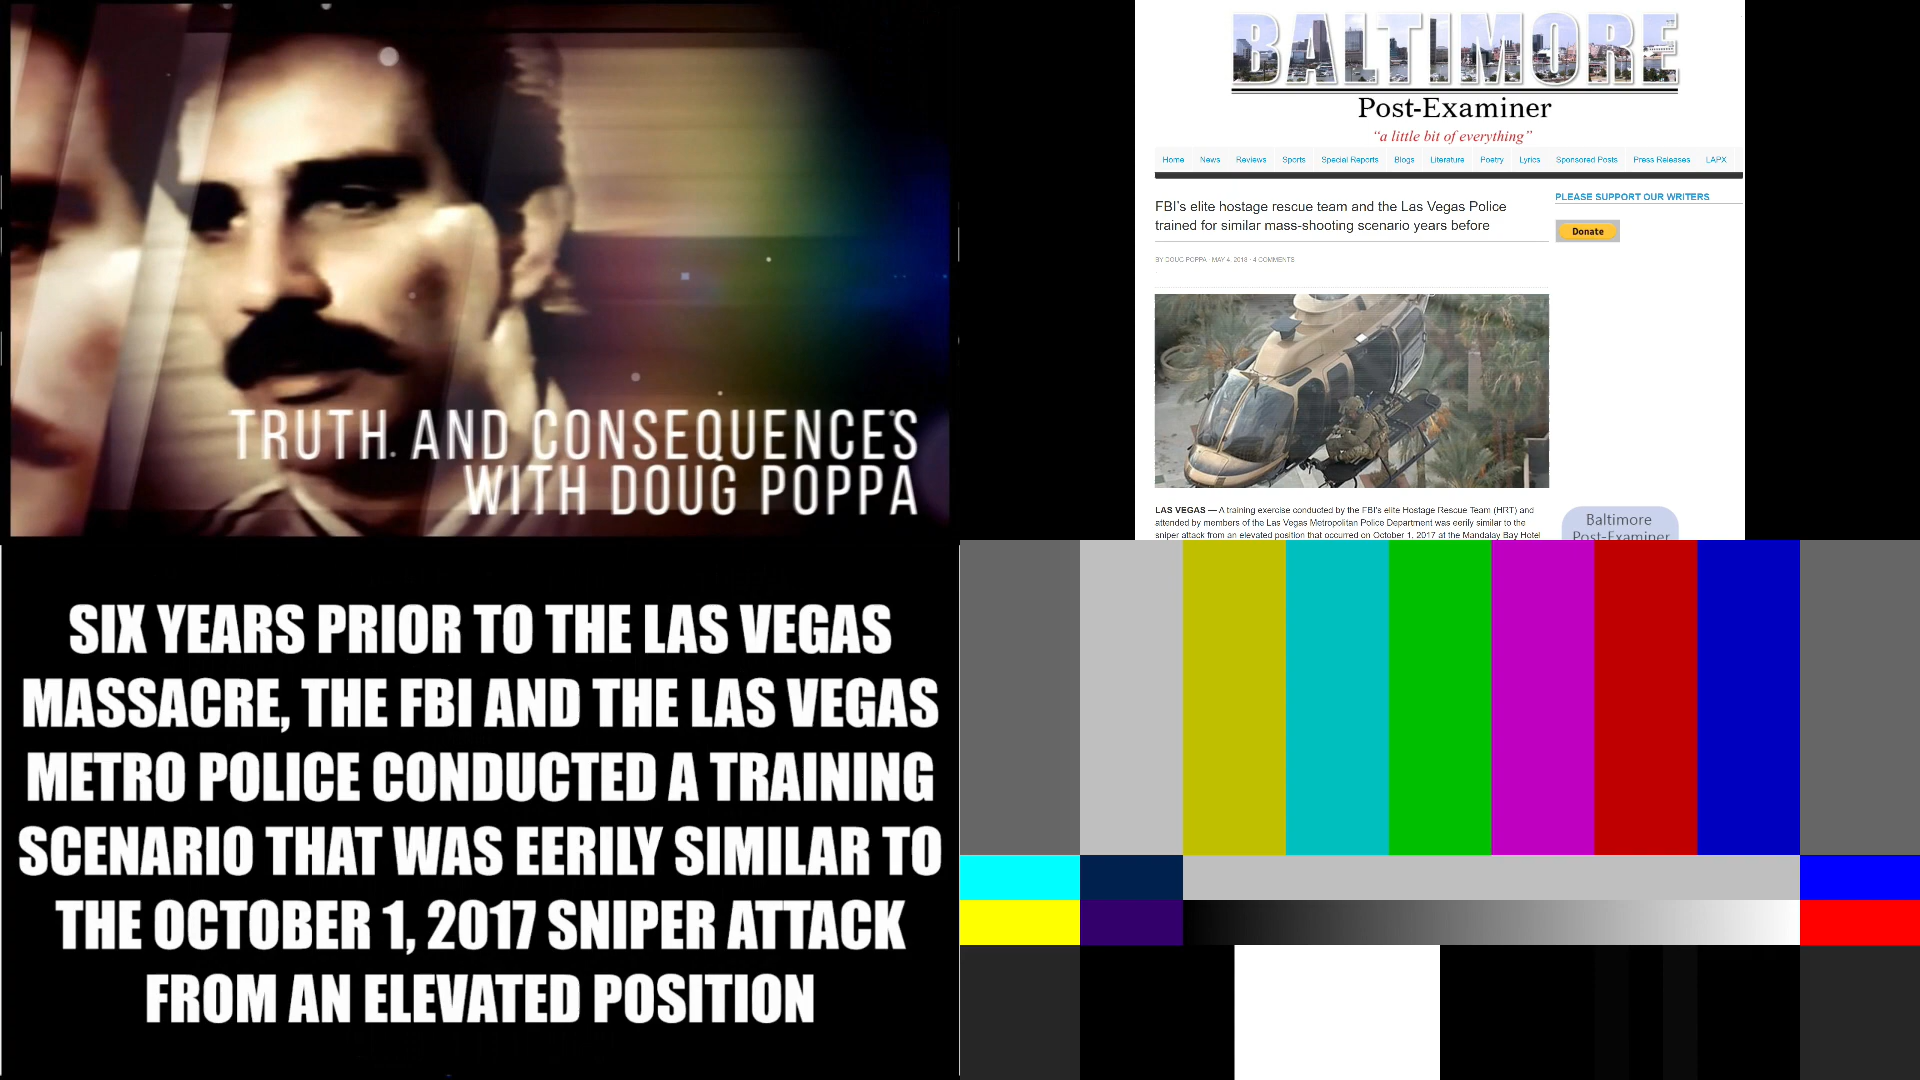 TRUTH AND CONSEQUENCES
WITH DOUG POPPA
BALTIMORE
Post-Examiner
“a little bit of everything”
Home News Reviews Sports Special Reports Blogs Literature Poetry Lyrics Sponsored Posts Press Releases LAPX
FBI’s elite hostage rescue team and the Las Vegas Police
trained for similar mass-shooting scenario years before
BY DOUG POPPA · MAY 4, 2018 · 4 COMMENTS
PLEASE SUPPORT OUR WRITERS
Donate
LAS VEGAS — A training exercise conducted by the FBI’s elite Hostage Rescue Team (HRT) and
attended by members of the Las Vegas Metropolitan Police Department was eerily similar to the
sniper attack from an elevated position that occurred on October 1, 2017 at the Mandalay Bay Hotel
Baltimore
Post-Examiner
SIX YEARS PRIOR TO THE LAS VEGAS
MASSACRE, THE FBI AND THE LAS VEGAS
METRO POLICE CONDUCTED A TRAINING
SCENARIO THAT WAS EERILY SIMILAR TO
THE OCTOBER 1, 2017 SNIPER ATTACK
FROM AN ELEVATED POSITION